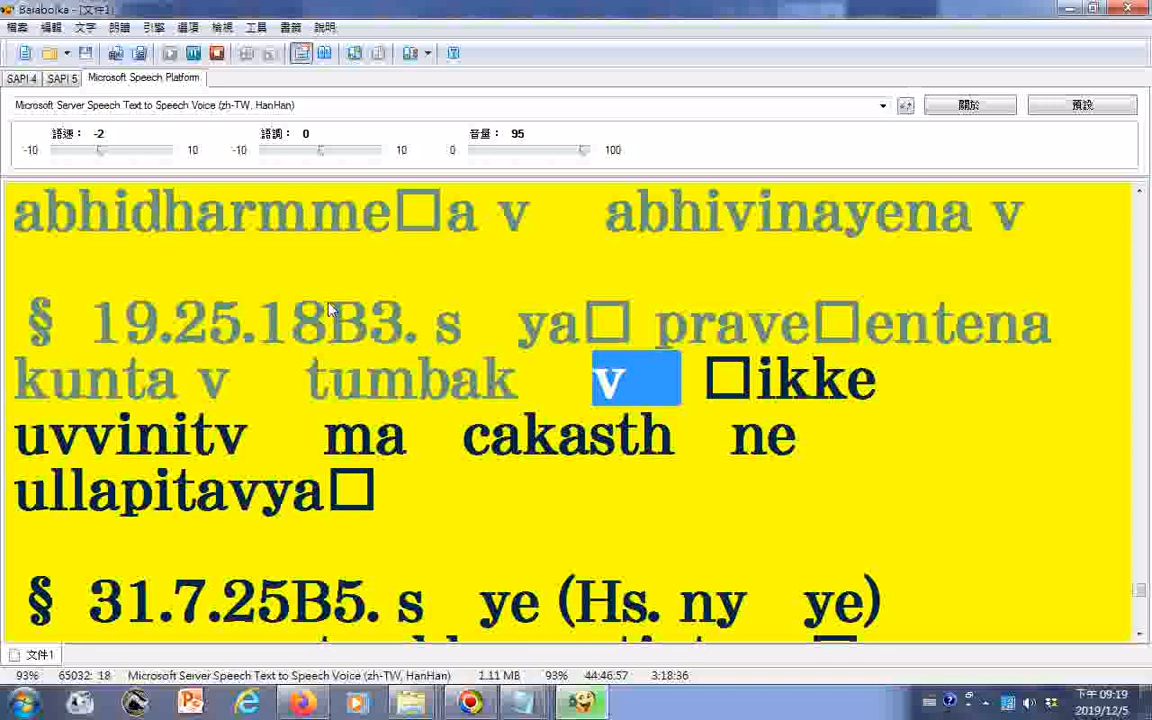 Balabolka - [文件1]
檔案 編輯 文字 朗讀 引擎 選項 檢視 工具 書籤 說明
SAPI 4 SAPI 5 Microsoft Speech Platform
Microsoft Server Speech Text to Speech Voice (zh-TW, HanHan) 關於 預設
語速： -2 語調： 0 音量： 95
-10 10 -10 10 0 100
abhidharmme□a v abhivinayena v
§ 19.25.18B3. s ya□ prave□entena
kunta v tumbak v □ikke
uvvinitv ma cakasth ne
ullapitavya□
§ 31.7.25B5. s ye (Hs. ny ye)
文件1
93% 65032: 18 Microsoft Server Speech Text to Speech Voice (zh-TW, HanHan) 1.11 MB 93% 44:46:57 3:18:36
下午 09:19
2019/12/5